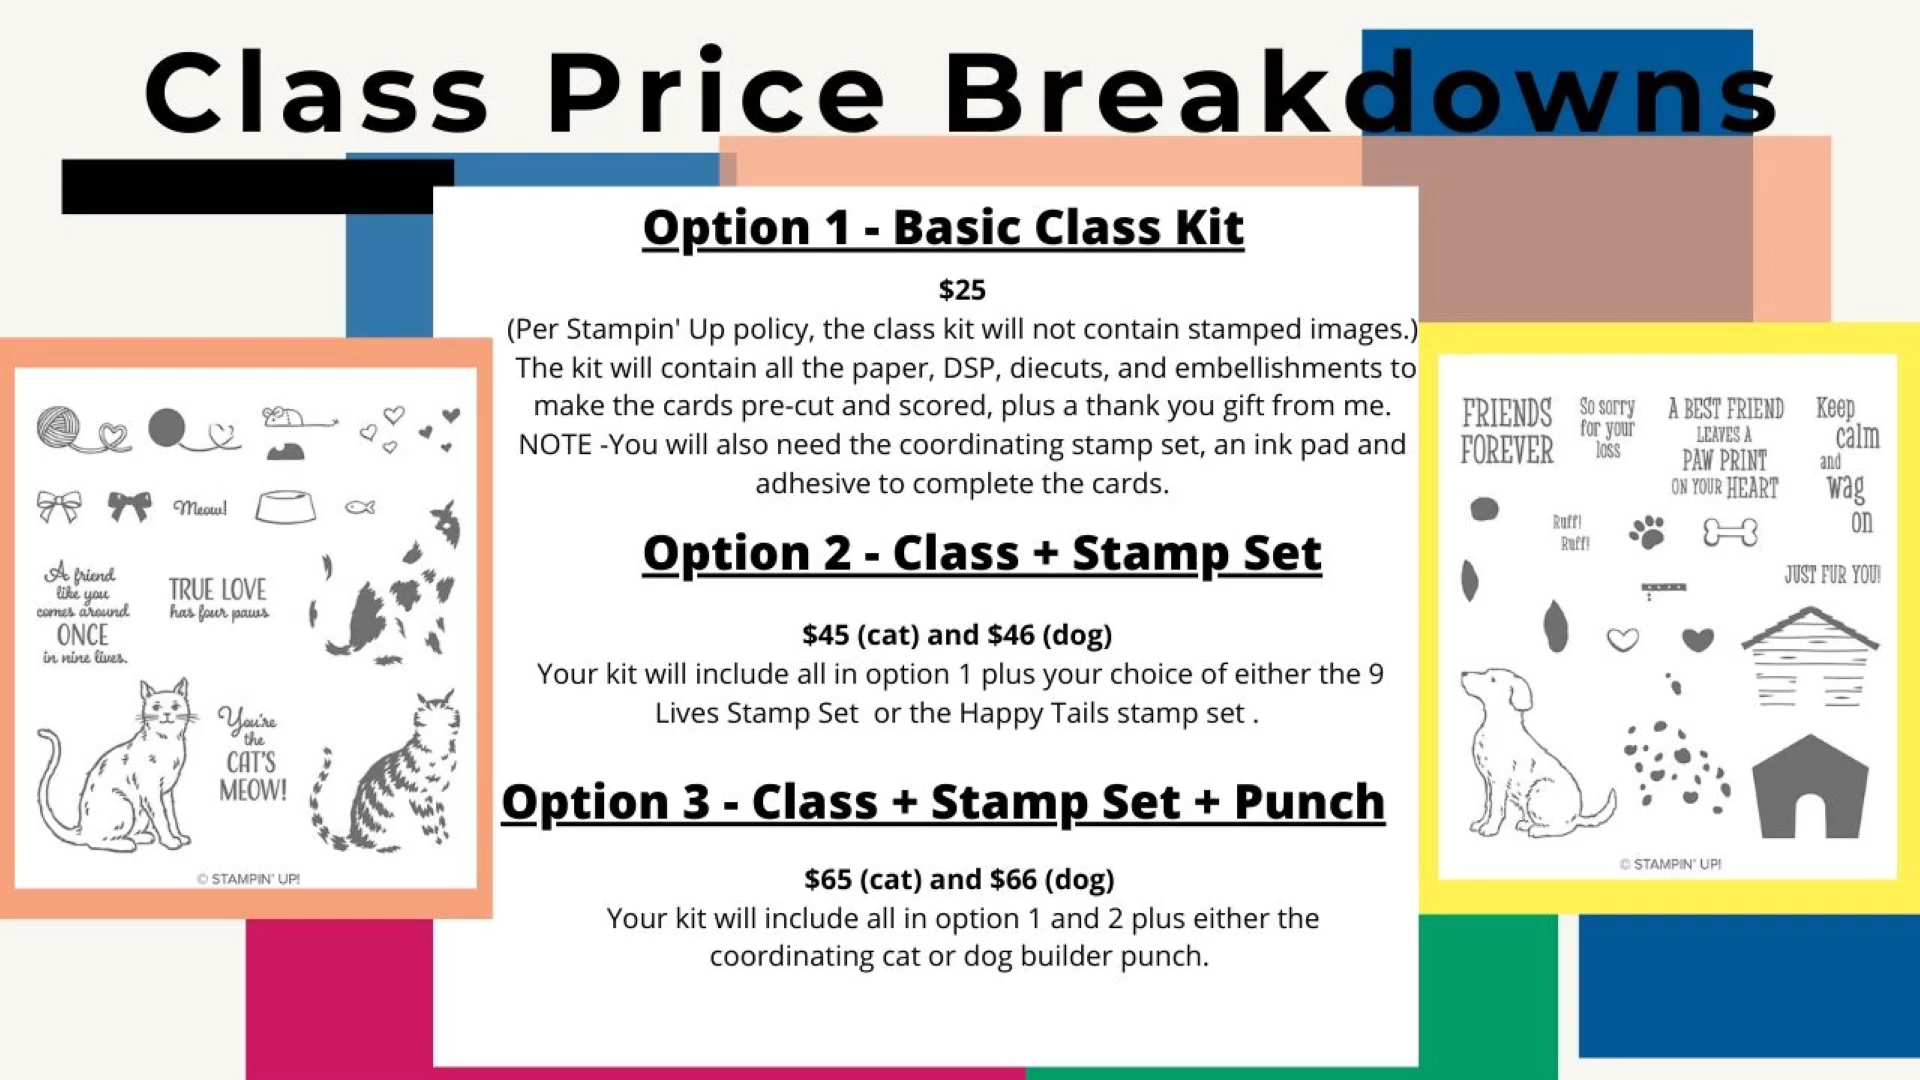 Class Price Breakdowns
Option 1 - Basic Class Kit
$25
(Per Stampin' Up policy, the class kit will not contain stamped images.)
The kit will contain all the paper, DSP, diecuts, and embellishments to
make the cards pre-cut and scored, plus a thank you gift from me.
NOTE -You will also need the coordinating stamp set, an ink pad and
adhesive to complete the cards.
Option 2 - Class + Stamp Set
$45 (cat) and $46 (dog)
Your kit will include all in option 1 plus your choice of either the 9
Lives Stamp Set or the Happy Tails stamp set .
Option 3 - Class + Stamp Set + Punch
$65 (cat) and $66 (dog)
Your kit will include all in option 1 and 2 plus either the
coordinating cat or dog builder punch.
Meow!
A friend
like you
comes around
ONCE
in nine lives.
TRUE LOVE
has four paws
You're
the
CAT'S
MEOW!
© STAMPIN' UP!
FRIENDS
FOREVER
So sorry
for your
loss
A BEST FRIEND
LEAVES A
PAW PRINT
ON YOUR HEART
Keep
calm
and
wag
on
Ruff!
Ruff!
JUST FUR YOU!
© STAMPIN' UP!